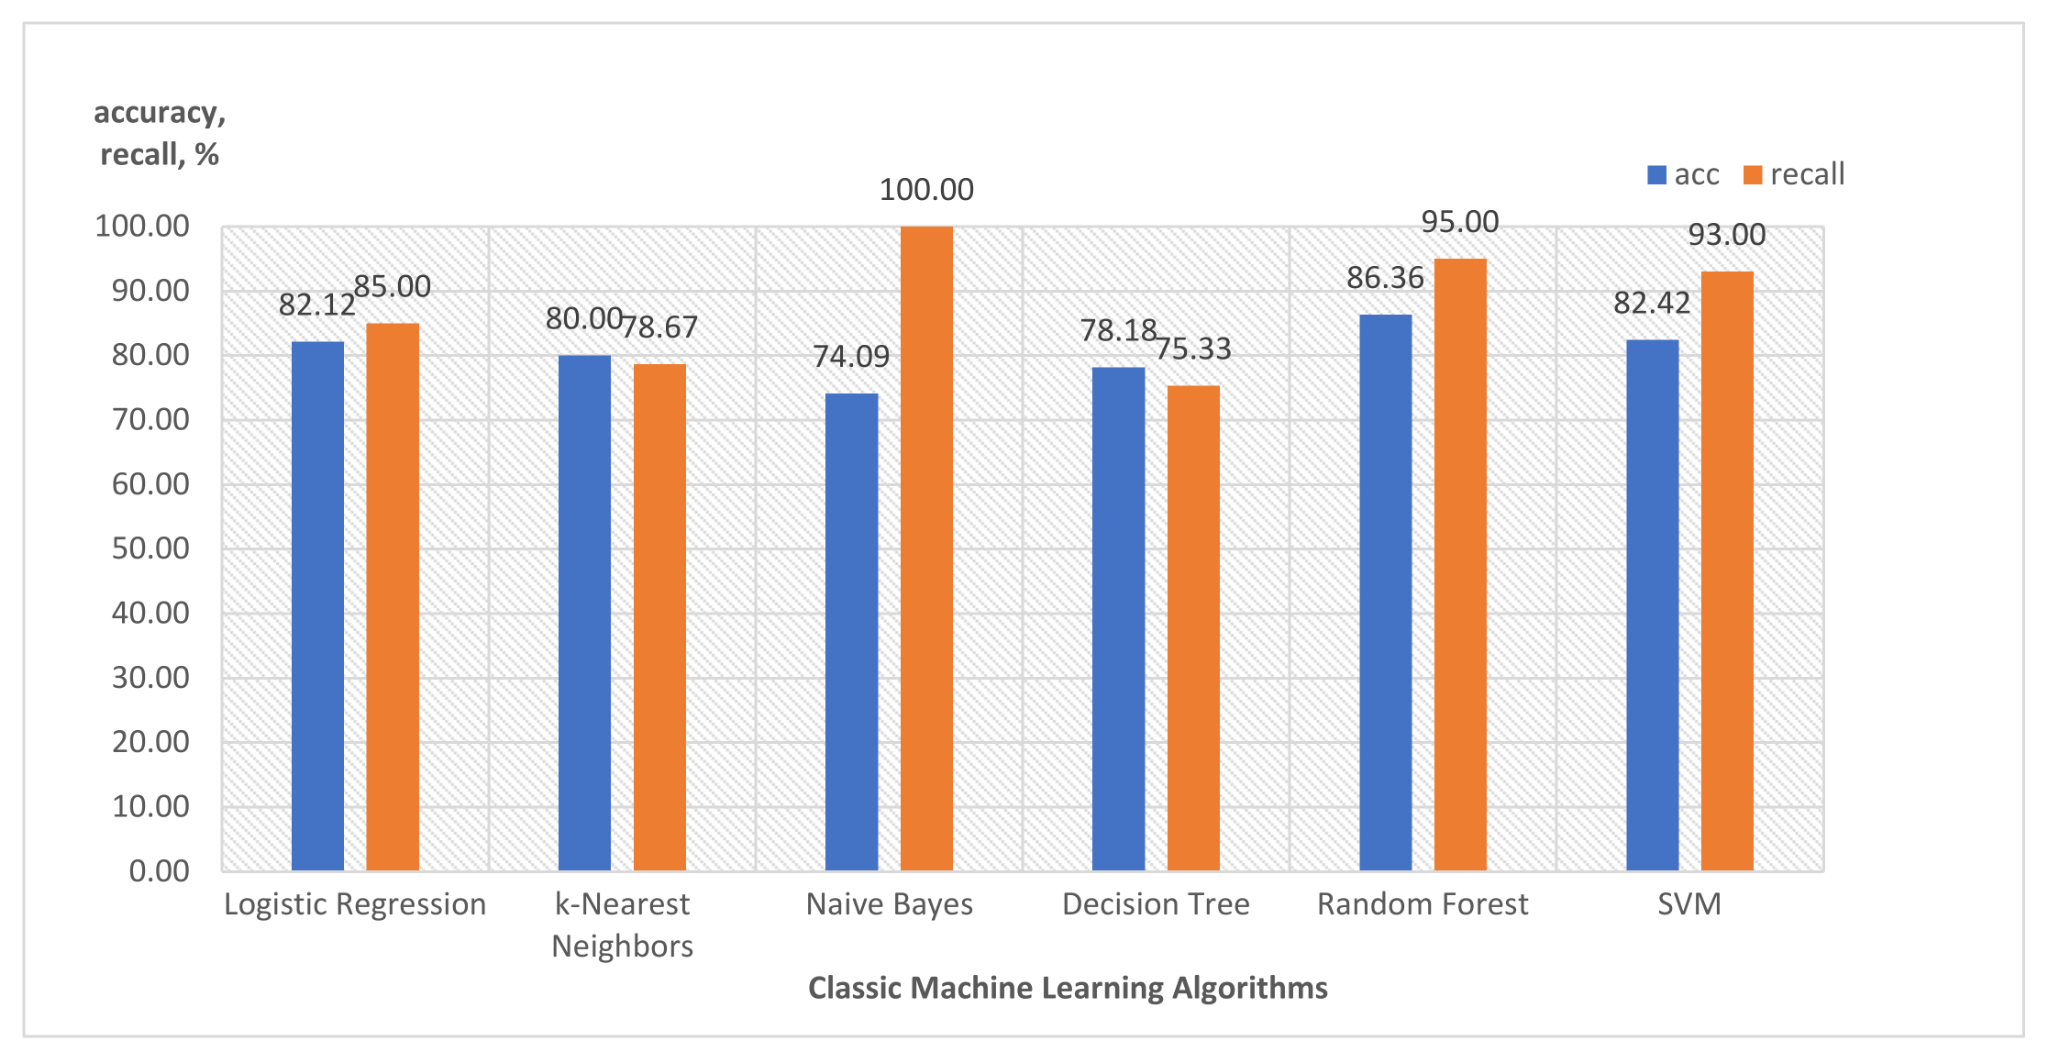 accuracy,
recall, %
acc recall
100.00
90.00
80.00
70.00
60.00
50.00
40.00
30.00
20.00
10.00
0.00
82.12
85.00
80.00
78.67
74.09
100.00
78.18
75.33
86.36
95.00
82.42
93.00
Logistic Regression
k-Nearest
Neighbors
Naive Bayes
Decision Tree
Random Forest
SVM
Classic Machine Learning Algorithms